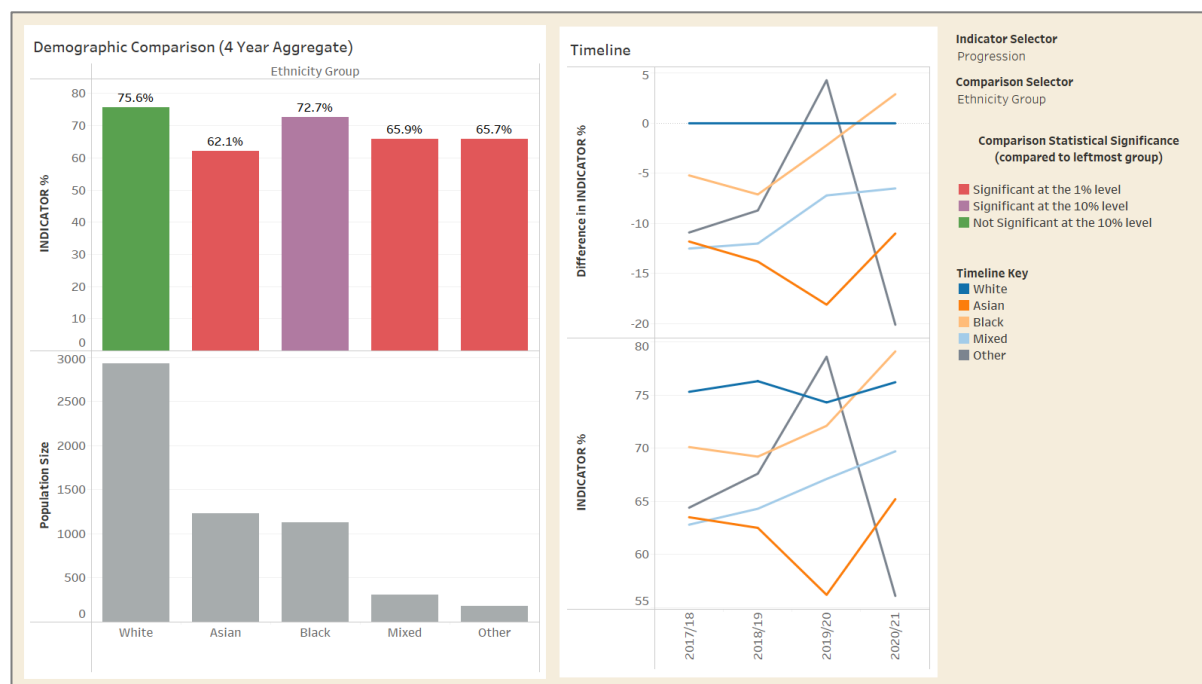 Demographic Comparison (4 Year Aggregate)
Ethnicity Group
80
70
60
50
40
30
20
10
0
INDICATOR %
75.6%
62.1%
72.7%
65.9%
65.7%
3000
2500
2000
1500
1000
500
0
Population Size
White
Asian
Black
Mixed
Other
Timeline
5
0
-5
-10
-15
-20
Difference in INDICATOR %
80
75
70
65
60
55
INDICATOR %
2017/18
2018/19
2019/20
2020/21
Indicator Selector
Progression
Comparison Selector
Ethnicity Group
Comparison Statistical Significance
(compared to leftmost group)
Significant at the 1% level
Significant at the 10% level
Not Significant at the 10% level
Timeline Key
White
Asian
Black
Mixed
Other